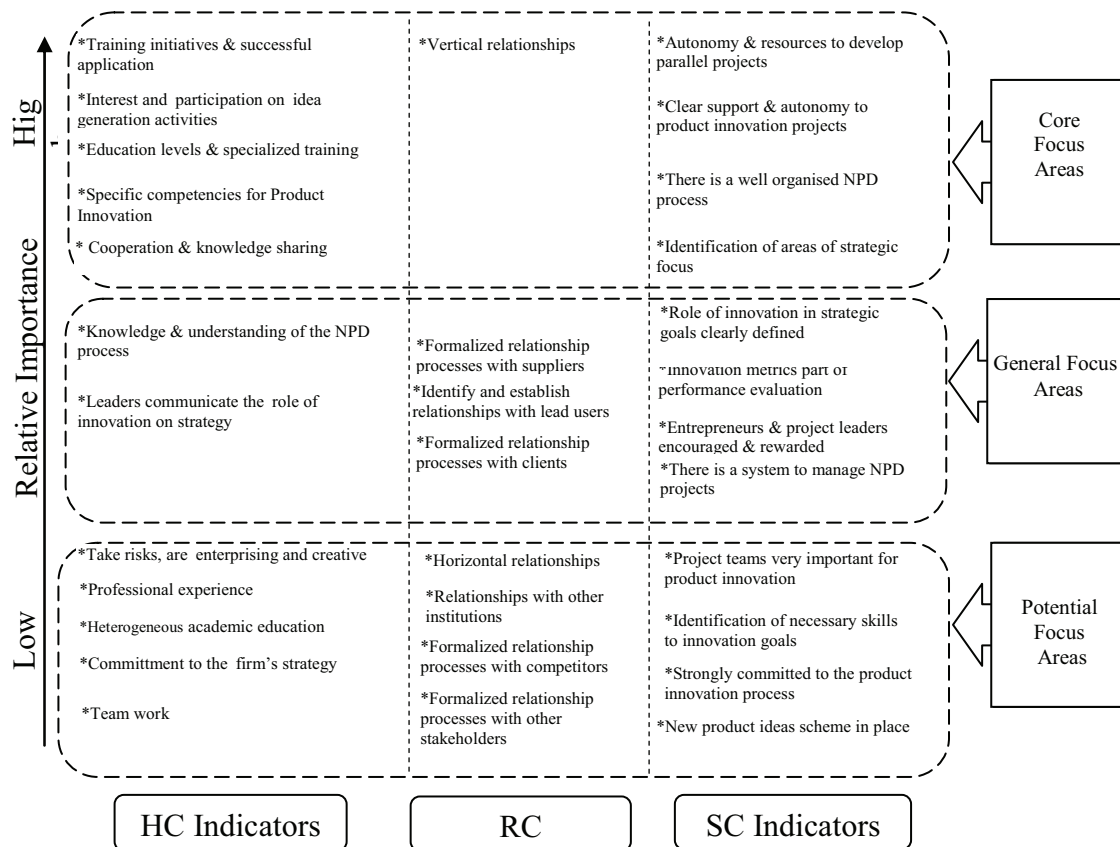 Hig
Relative Importance
Low
*Training initiatives & successful
application
*Interest and participation on idea
generation activities
*Education levels & specialized training
*Specific competencies for Product
Innovation
* Cooperation & knowledge sharing
*Vertical relationships
*Autonomy & resources to develop
parallel projects
*Clear support & autonomy to
product innovation projects
*There is a well organised NPD
process
*Identification of areas of strategic
focus
Core
Focus
Areas
*Knowledge & understanding of the NPD
process
*Leaders communicate the role of
innovation on strategy
*Formalized relationship
processes with suppliers
*Identify and establish
relationships with lead users
*Formalized relationship
processes with clients
*Role of innovation in strategic
goals clearly defined
*Innovation metrics part of
performance evaluation
*Entrepreneurs & project leaders
encouraged & rewarded
*There is a system to manage NPD
projects
General Focus
Areas
*Take risks, are enterprising and creative
*Professional experience
*Heterogeneous academic education
*Committment to the firm's strategy
*Team work
*Horizontal relationships
*Relationships with other
institutions
*Formalized relationship
processes with competitors
*Formalized relationship
processes with other
stakeholders
*Project teams very important for
product innovation
*Identification of necessary skills
to innovation goals
*Strongly committed to the product
innovation process
*New product ideas scheme in place
Potential
Focus
Areas
HC Indicators
RC
SC Indicators